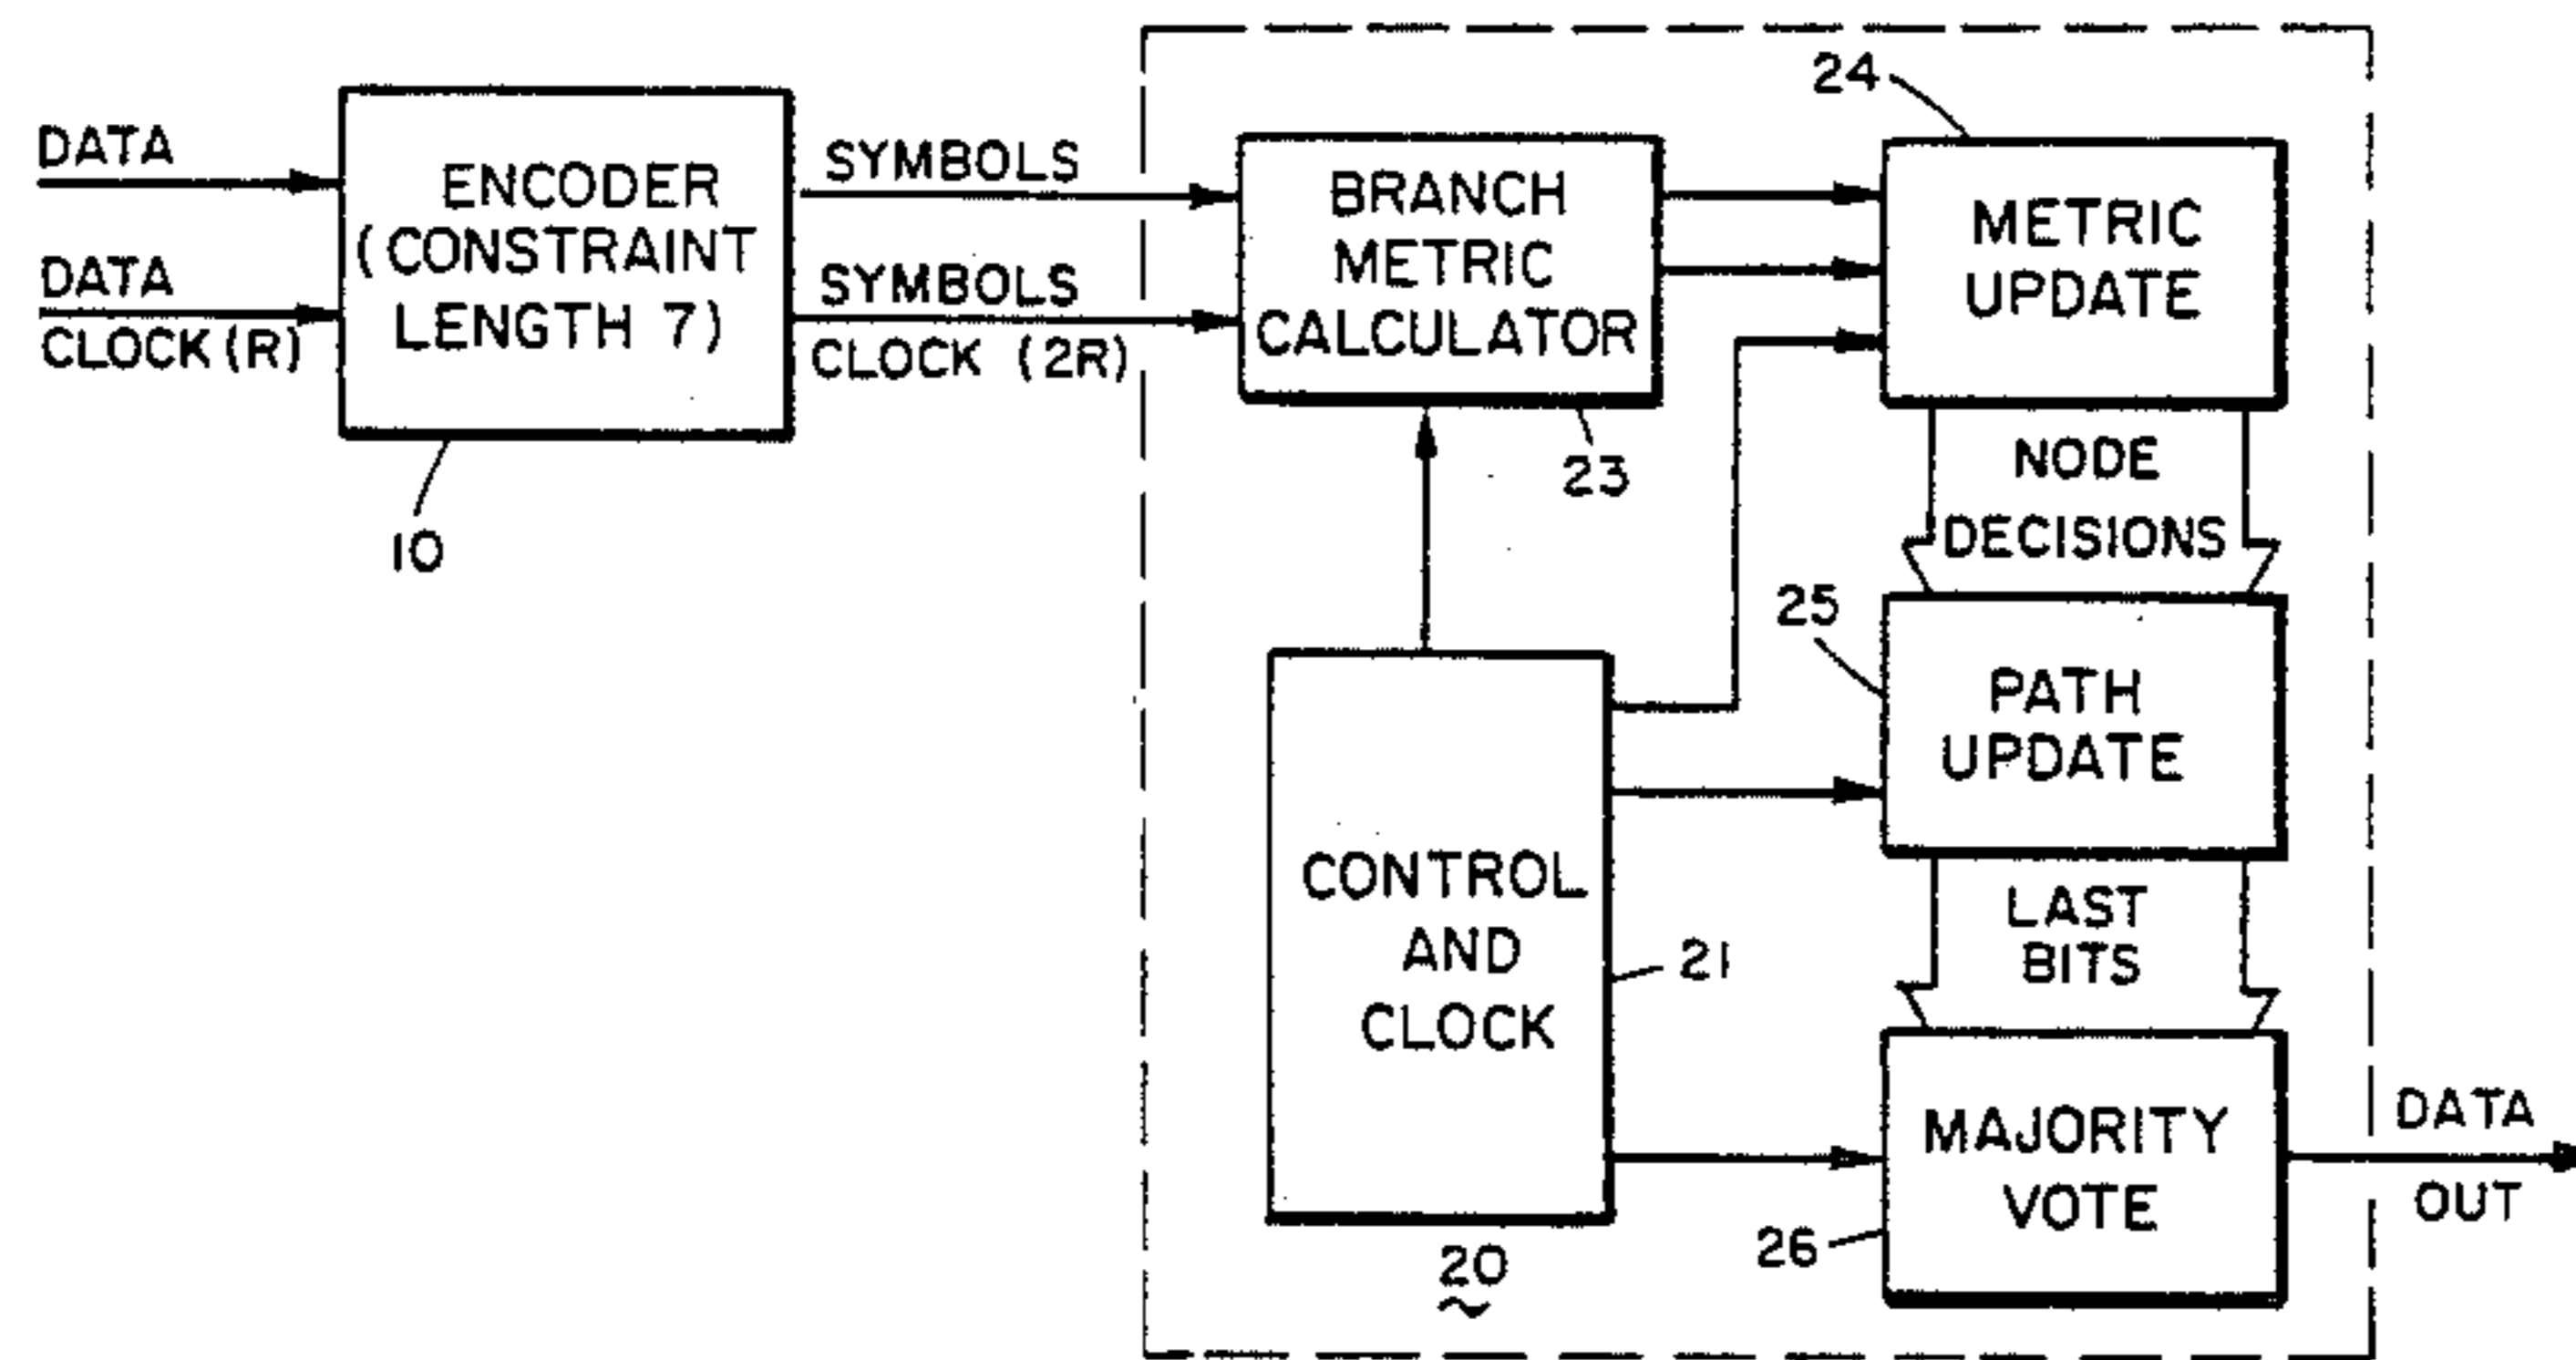 DATA
DATA
CLOCK (R)
ENCODER
(CONSTRAINT
LENGTH 7)
10
SYMBOLS
SYMBOLS
CLOCK (2R)
BRANCH
METRIC
CALCULATOR
23
24
METRIC
UPDATE
NODE
DECISIONS
25
PATH
UPDATE
CONTROL
AND
CLOCK
21
20
LAST
BITS
MAJORITY
VOTE
26
DATA
OUT